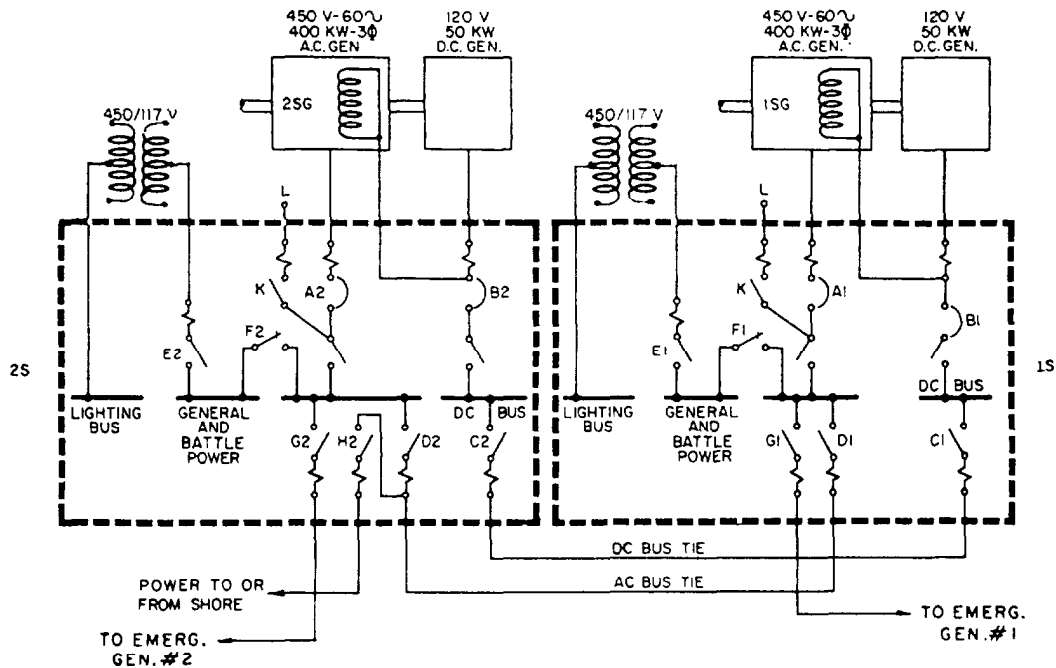 450 V-60∿
400 KW-3Φ
A.C. GEN
120 V
50 KW
D.C. GEN.
450 V-60∿
400 KW-3Φ
A.C. GEN.
120 V
50 KW
D.C. GEN.
2SG
1SG
450/117 V
450/117 V
L
L
K
A2
B2
K
A1
B1
F2
E2
F1
E1
2S
1S
DC BUS
LIGHTING
BUS
GENERAL
AND
BATTLE
POWER
DC BUS
LIGHTING
BUS
GENERAL
AND
BATTLE
POWER
G2
H2
D2
C2
G1
D1
C1
DC BUS TIE
AC BUS TIE
POWER TO OR
FROM SHORE
TO EMERG.
GEN. #2
TO EMERG.
GEN. #1